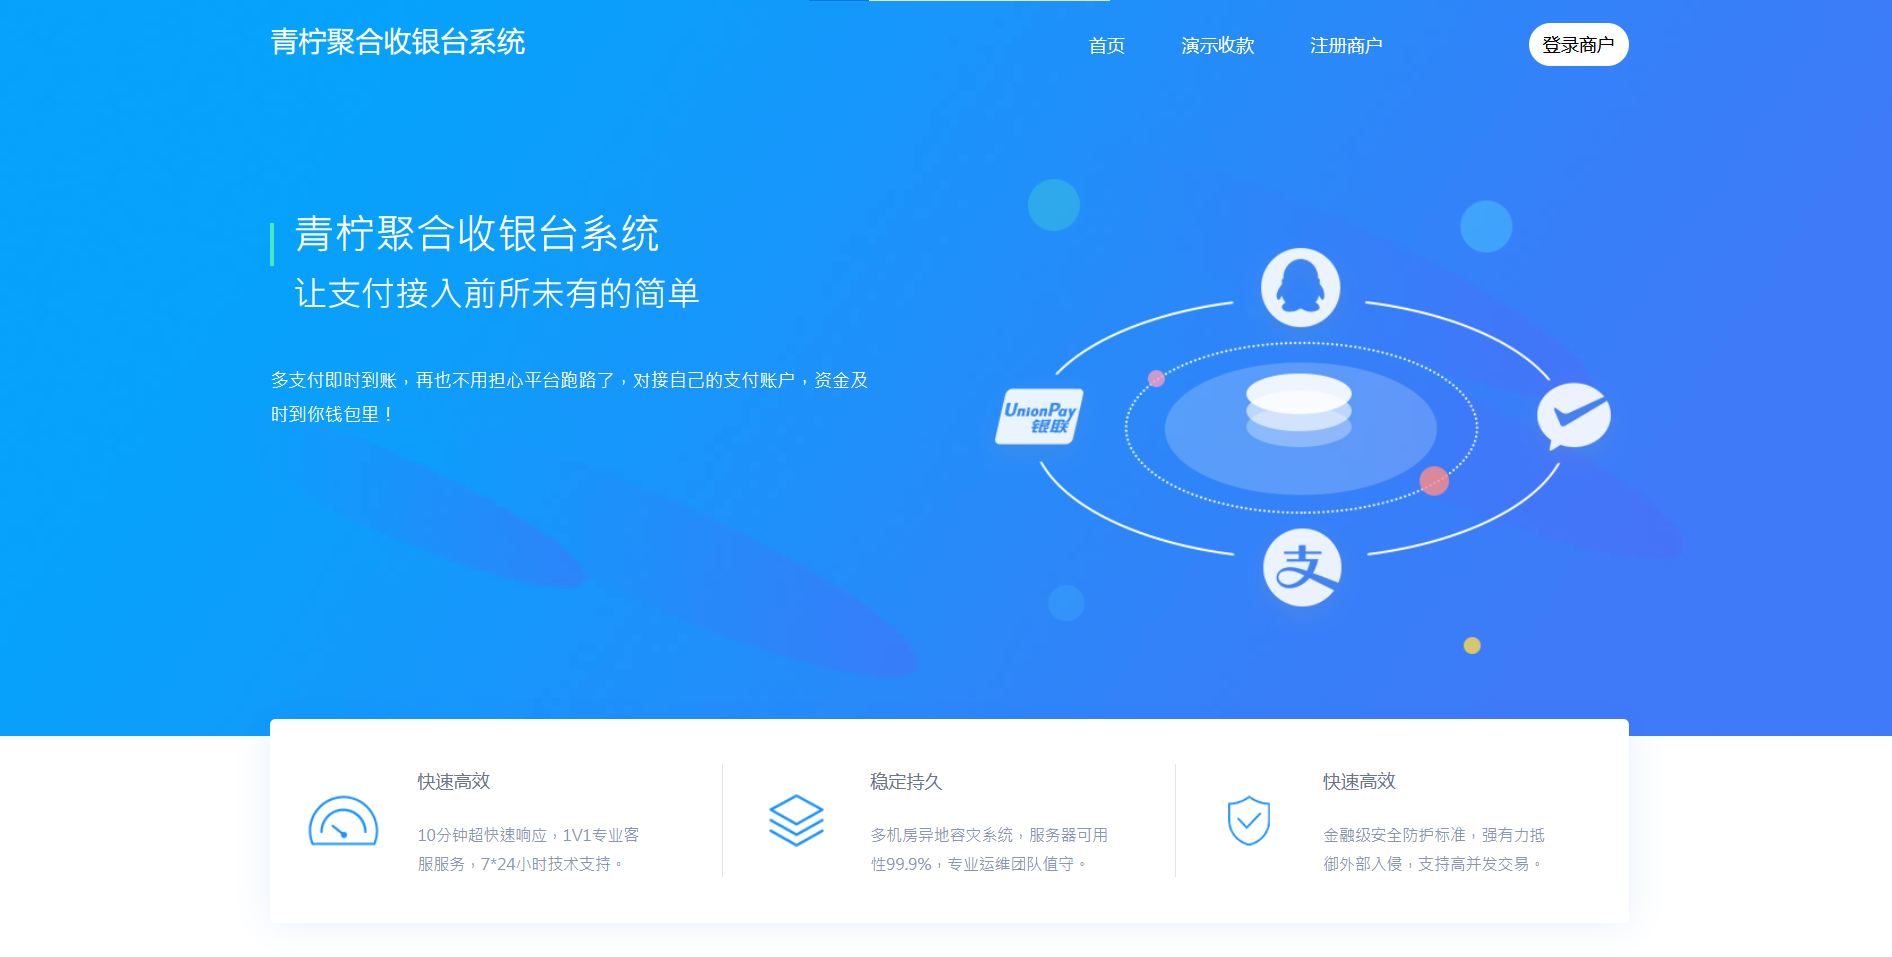 青柠聚合收银台系统
首页
演示收款
注册商户
登录商户
青柠聚合收银台系统
让支付接入前所未有的简单
多支付即时到账，再也不用担心平台跑路了，对接自己的支付账户，资金及
时到你钱包里！
UnionPay
银联
支
快速高效
10分钟超快速响应，1V1专业客
服服务，7*24小时技术支持。
稳定持久
多机房异地容灾系统，服务器可用
性99.9%，专业运维团队值守。
快速高效
金融级安全防护标准，强有力抵
御外部入侵，支持高并发交易。